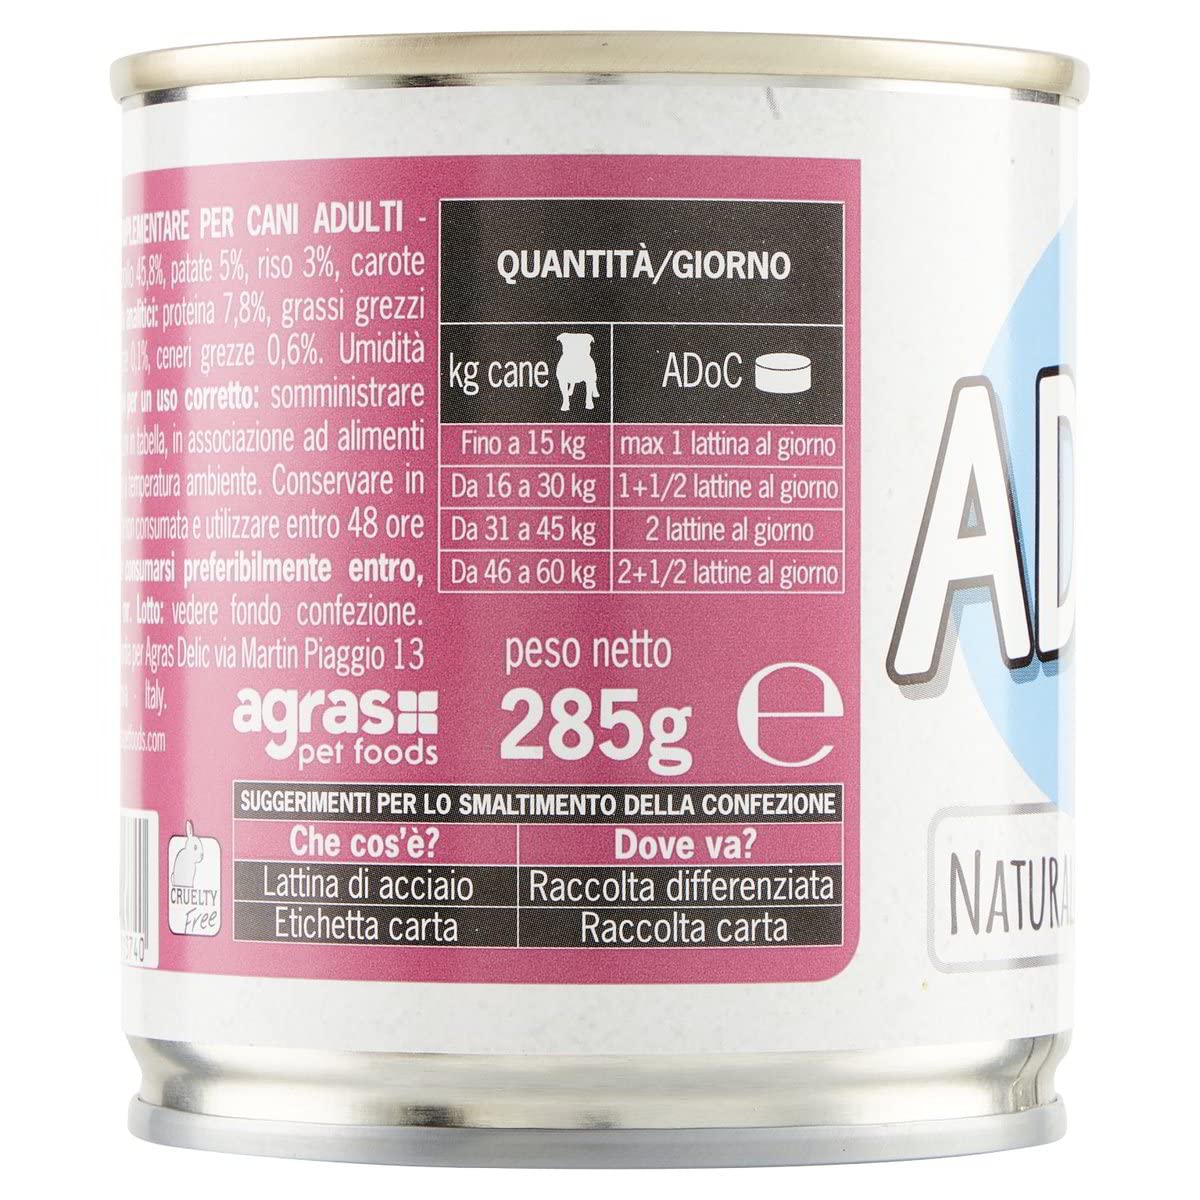 PER CANI ADULTI -
45,8%, patate 5%, riso 3%, carote
analitici: proteina 7,8%, grassi grezzi
0,1%, ceneri grezze 0,6%. Umidità
per un uso corretto: somministrare
in tabella, in associazione ad alimenti
temperatura ambiente. Conservare in
non consumata e utilizzare entro 48 ore
consumarsi preferibilmente entro,
nr. Lotto: vedere fondo confezione.
per Agras Delic via Martin Piaggio 13
- Italy.
QUANTITÀ/GIORNO
kg cane ADoC
Fino a 15 kg max 1 lattina al giorno
Da 16 a 30 kg 1+1/2 lattine al giorno
Da 31 a 45 kg 2 lattine al giorno
Da 46 a 60 kg 2+1/2 lattine al giorno
agras
pet foods
peso netto
285g e
SUGGERIMENTI PER LO SMALTIMENTO DELLA CONFEZIONE
Che cos'è? Dove va?
Lattina di acciaio Raccolta differenziata
Etichetta carta Raccolta carta
CRUELTY
Free
3740
AD
NATURAL